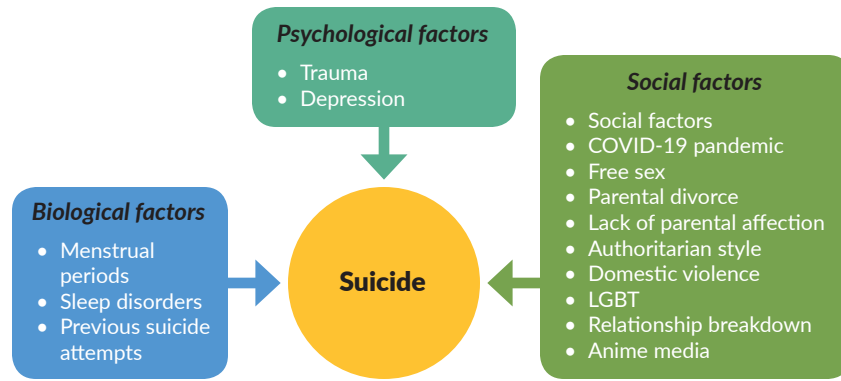 Psychological factors
• Trauma
• Depression
Social factors
• Social factors
• COVID-19 pandemic
• Free sex
• Parental divorce
• Lack of parental affection
• Authoritarian style
• Domestic violence
• LGBT
• Relationship breakdown
• Anime media
Biological factors
• Menstrual
periods
• Sleep disorders
• Previous suicide
attempts
Suicide